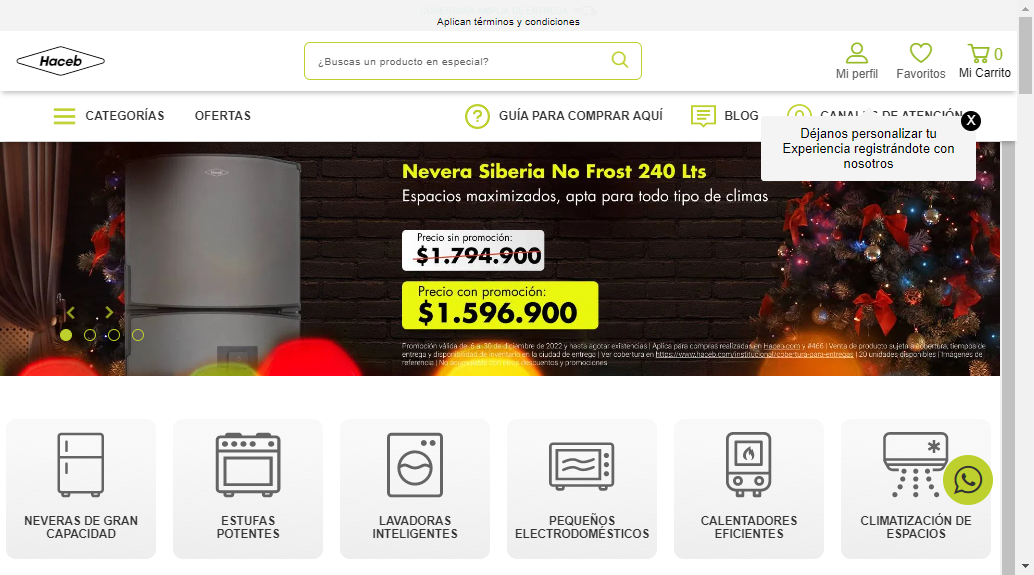 Aplican términos y condiciones
Haceb
¿Buscas un producto en especial?
Mi perfil
Favoritos
0
Mi Carrito
CATEGORÍAS
OFERTAS
GUÍA PARA COMPRAR AQUÍ
BLOG
CANALES DE ATENCIÓN
X
Déjanos personalizar tu
Experiencia registrándote con
nosotros
Nevera Siberia No Frost 240 Lts
Espacios maximizados, apta para todo tipo de climas
Precio sin promoción:
$1.794.900
Precio con promoción:
$1.596.900
Promoción válida del 6 al 30 de diciembre de 2022 y hasta agotar existencias | Aplica para compras realizadas en Haceb.com y #466 | Venta de producto sujeta a cobertura, tiempos de
entrega y disponibilidad de inventario en la ciudad de entrega | Ver cobertura en https://www.haceb.com/institucional/cobertura-para-entregas | 20 unidades disponibles | Imágenes de
referencia | No acumulable con otros descuentos y promociones
NEVERAS DE GRAN
CAPACIDAD
ESTUFAS
POTENTES
LAVADORAS
INTELIGENTES
PEQUEÑOS
ELECTRODOMÉSTICOS
CALENTADORES
EFICIENTES
CLIMATIZACIÓN DE
ESPACIOS